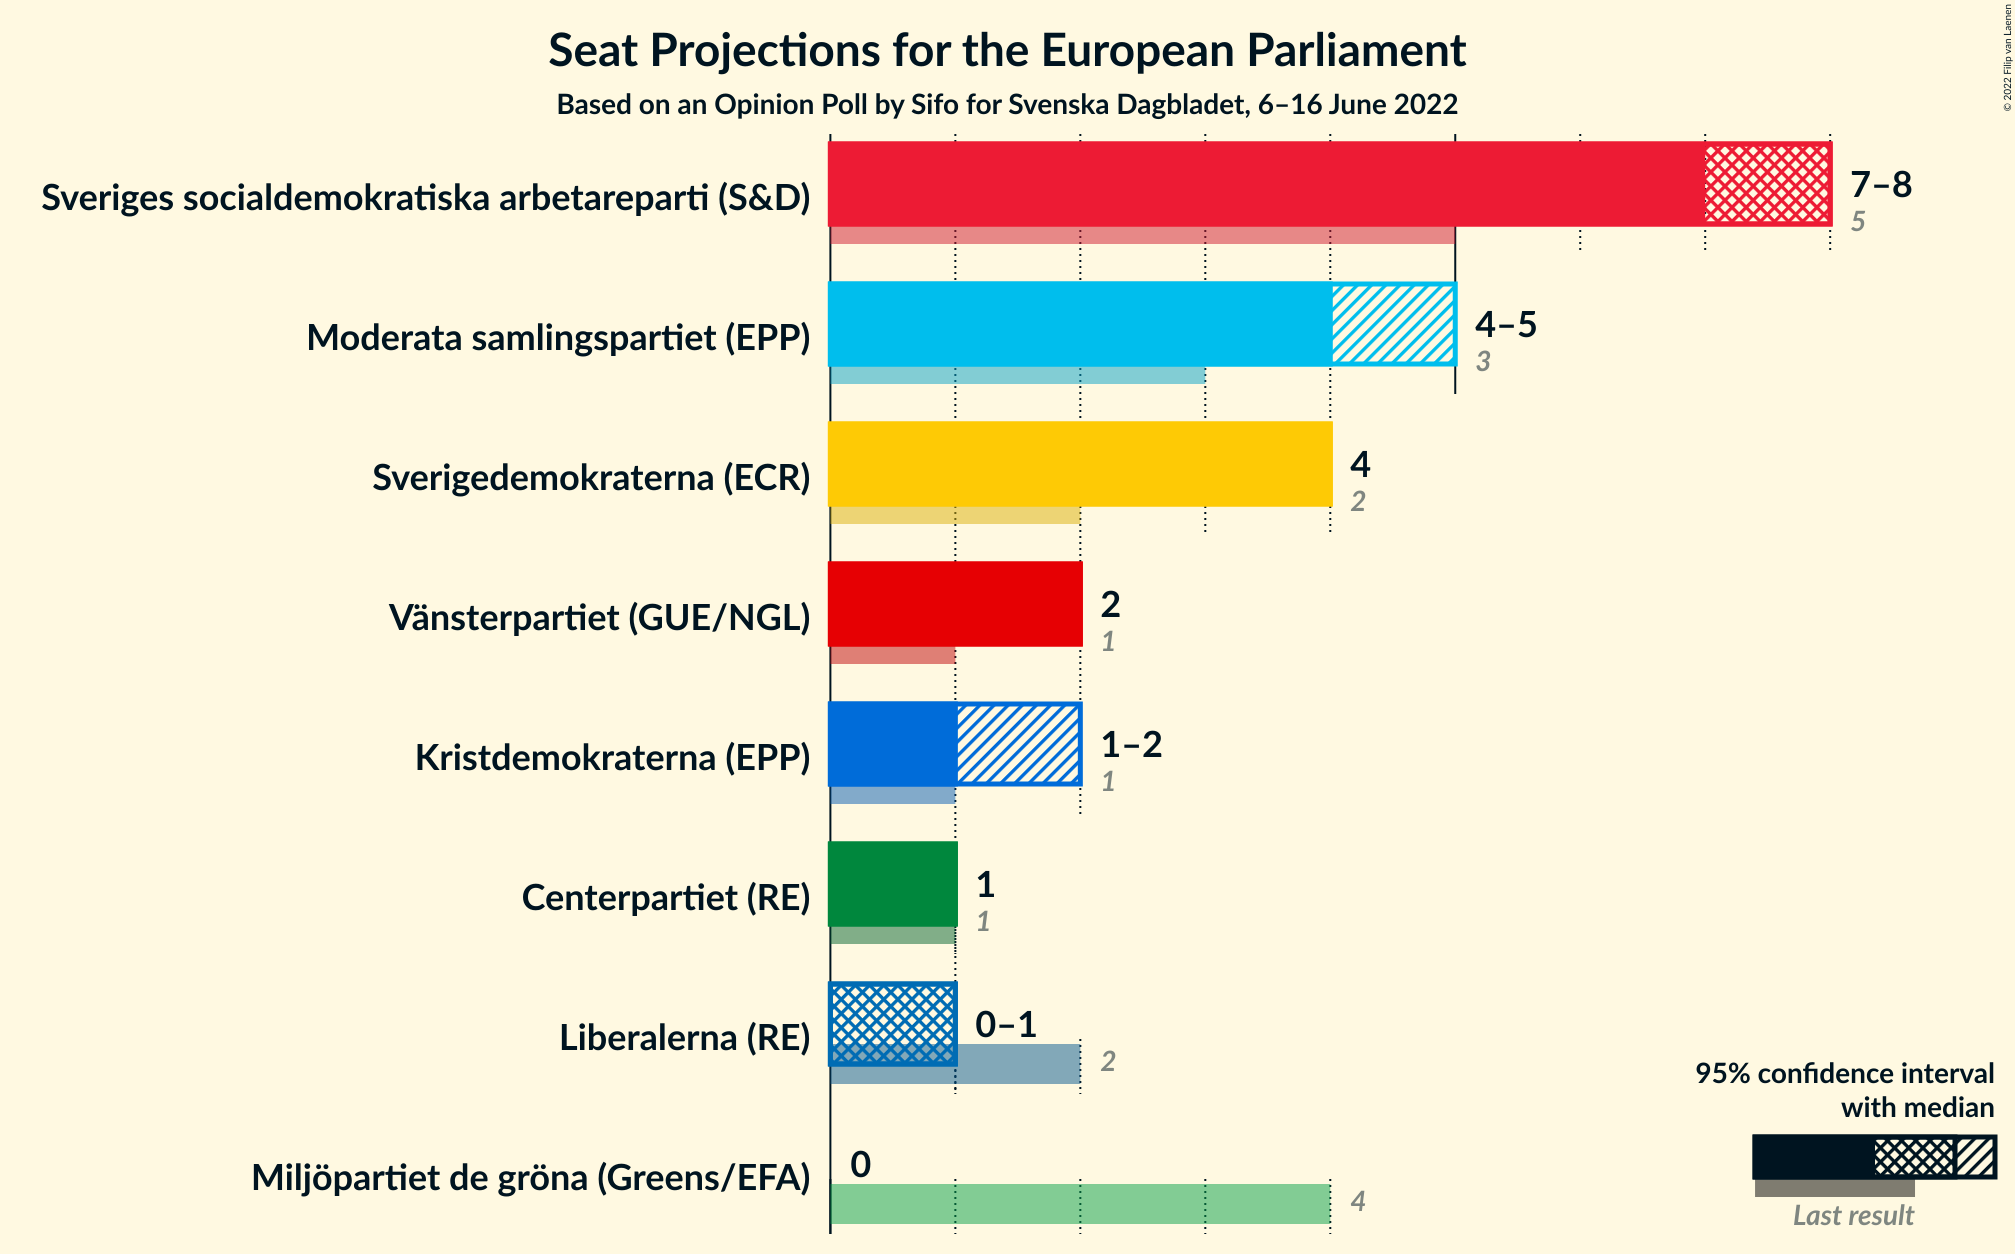 Seat Projections for the European Parliament
Based on an Opinion Poll by Sifo for Svenska Dagbladet, 6–16 June 2022
© 2022 Filip van Laenen
Sveriges socialdemokratiska arbetareparti (S&D)
7–8
5
Moderata samlingspartiet (EPP)
4–5
3
Sverigedemokraterna (ECR)
4
2
Vänsterpartiet (GUE/NGL)
2
1
Kristdemokraterna (EPP)
1–2
1
Centerpartiet (RE)
1
1
Liberalerna (RE)
0–1
2
Miljöpartiet de gröna (Greens/EFA)
0
4
95% confidence interval
with median
Last result